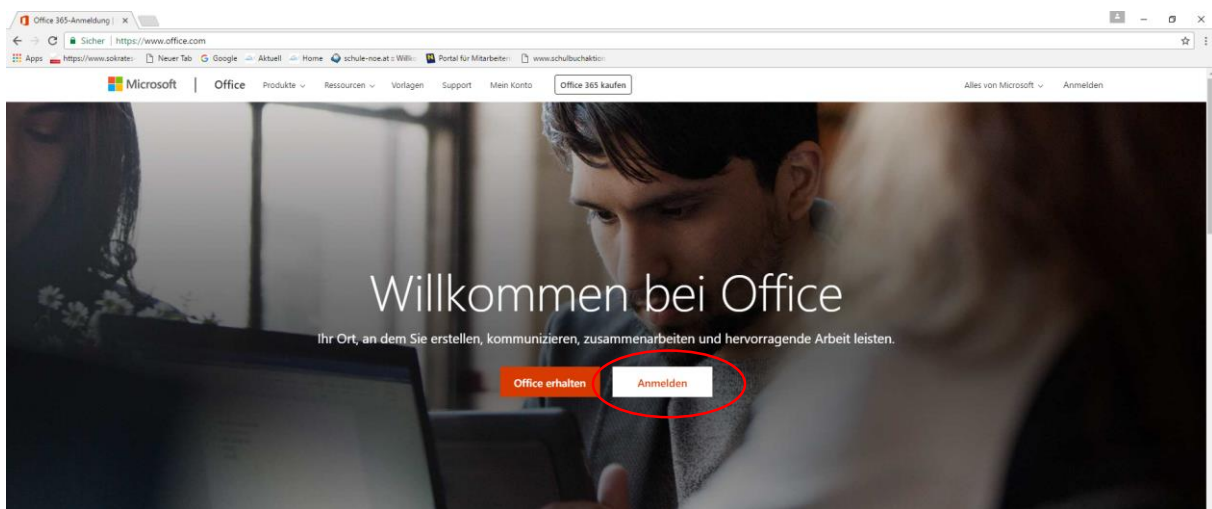 Office 365-Anmeldung |
Sicher | https://www.office.com
Apps https://www.sokrates- Neuer Tab Google Aktuell Home schule-noe.at :: Willk Portal für Mitarbeiter www.schulbuchaktion
Microsoft | Office Produkte Ressourcen Vorlagen Support Mein Konto Office 365 kaufen Alles von Microsoft Anmelden
Willkommen bei Office
Ihr Ort, an dem Sie erstellen, kommunizieren, zusammenarbeiten und hervorragende Arbeit leisten.
Office erhalten Anmelden